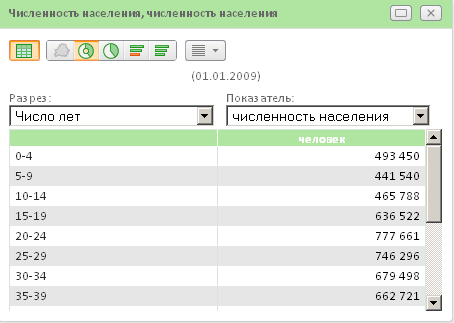 Численность населения, численность населения
(01.01.2009)
Разрез: Показатель:
Число лет численность населения
человек
0-4 493 450
5-9 441 540
10-14 465 788
15-19 636 522
20-24 777 661
25-29 746 296
30-34 679 498
35-39 662 721